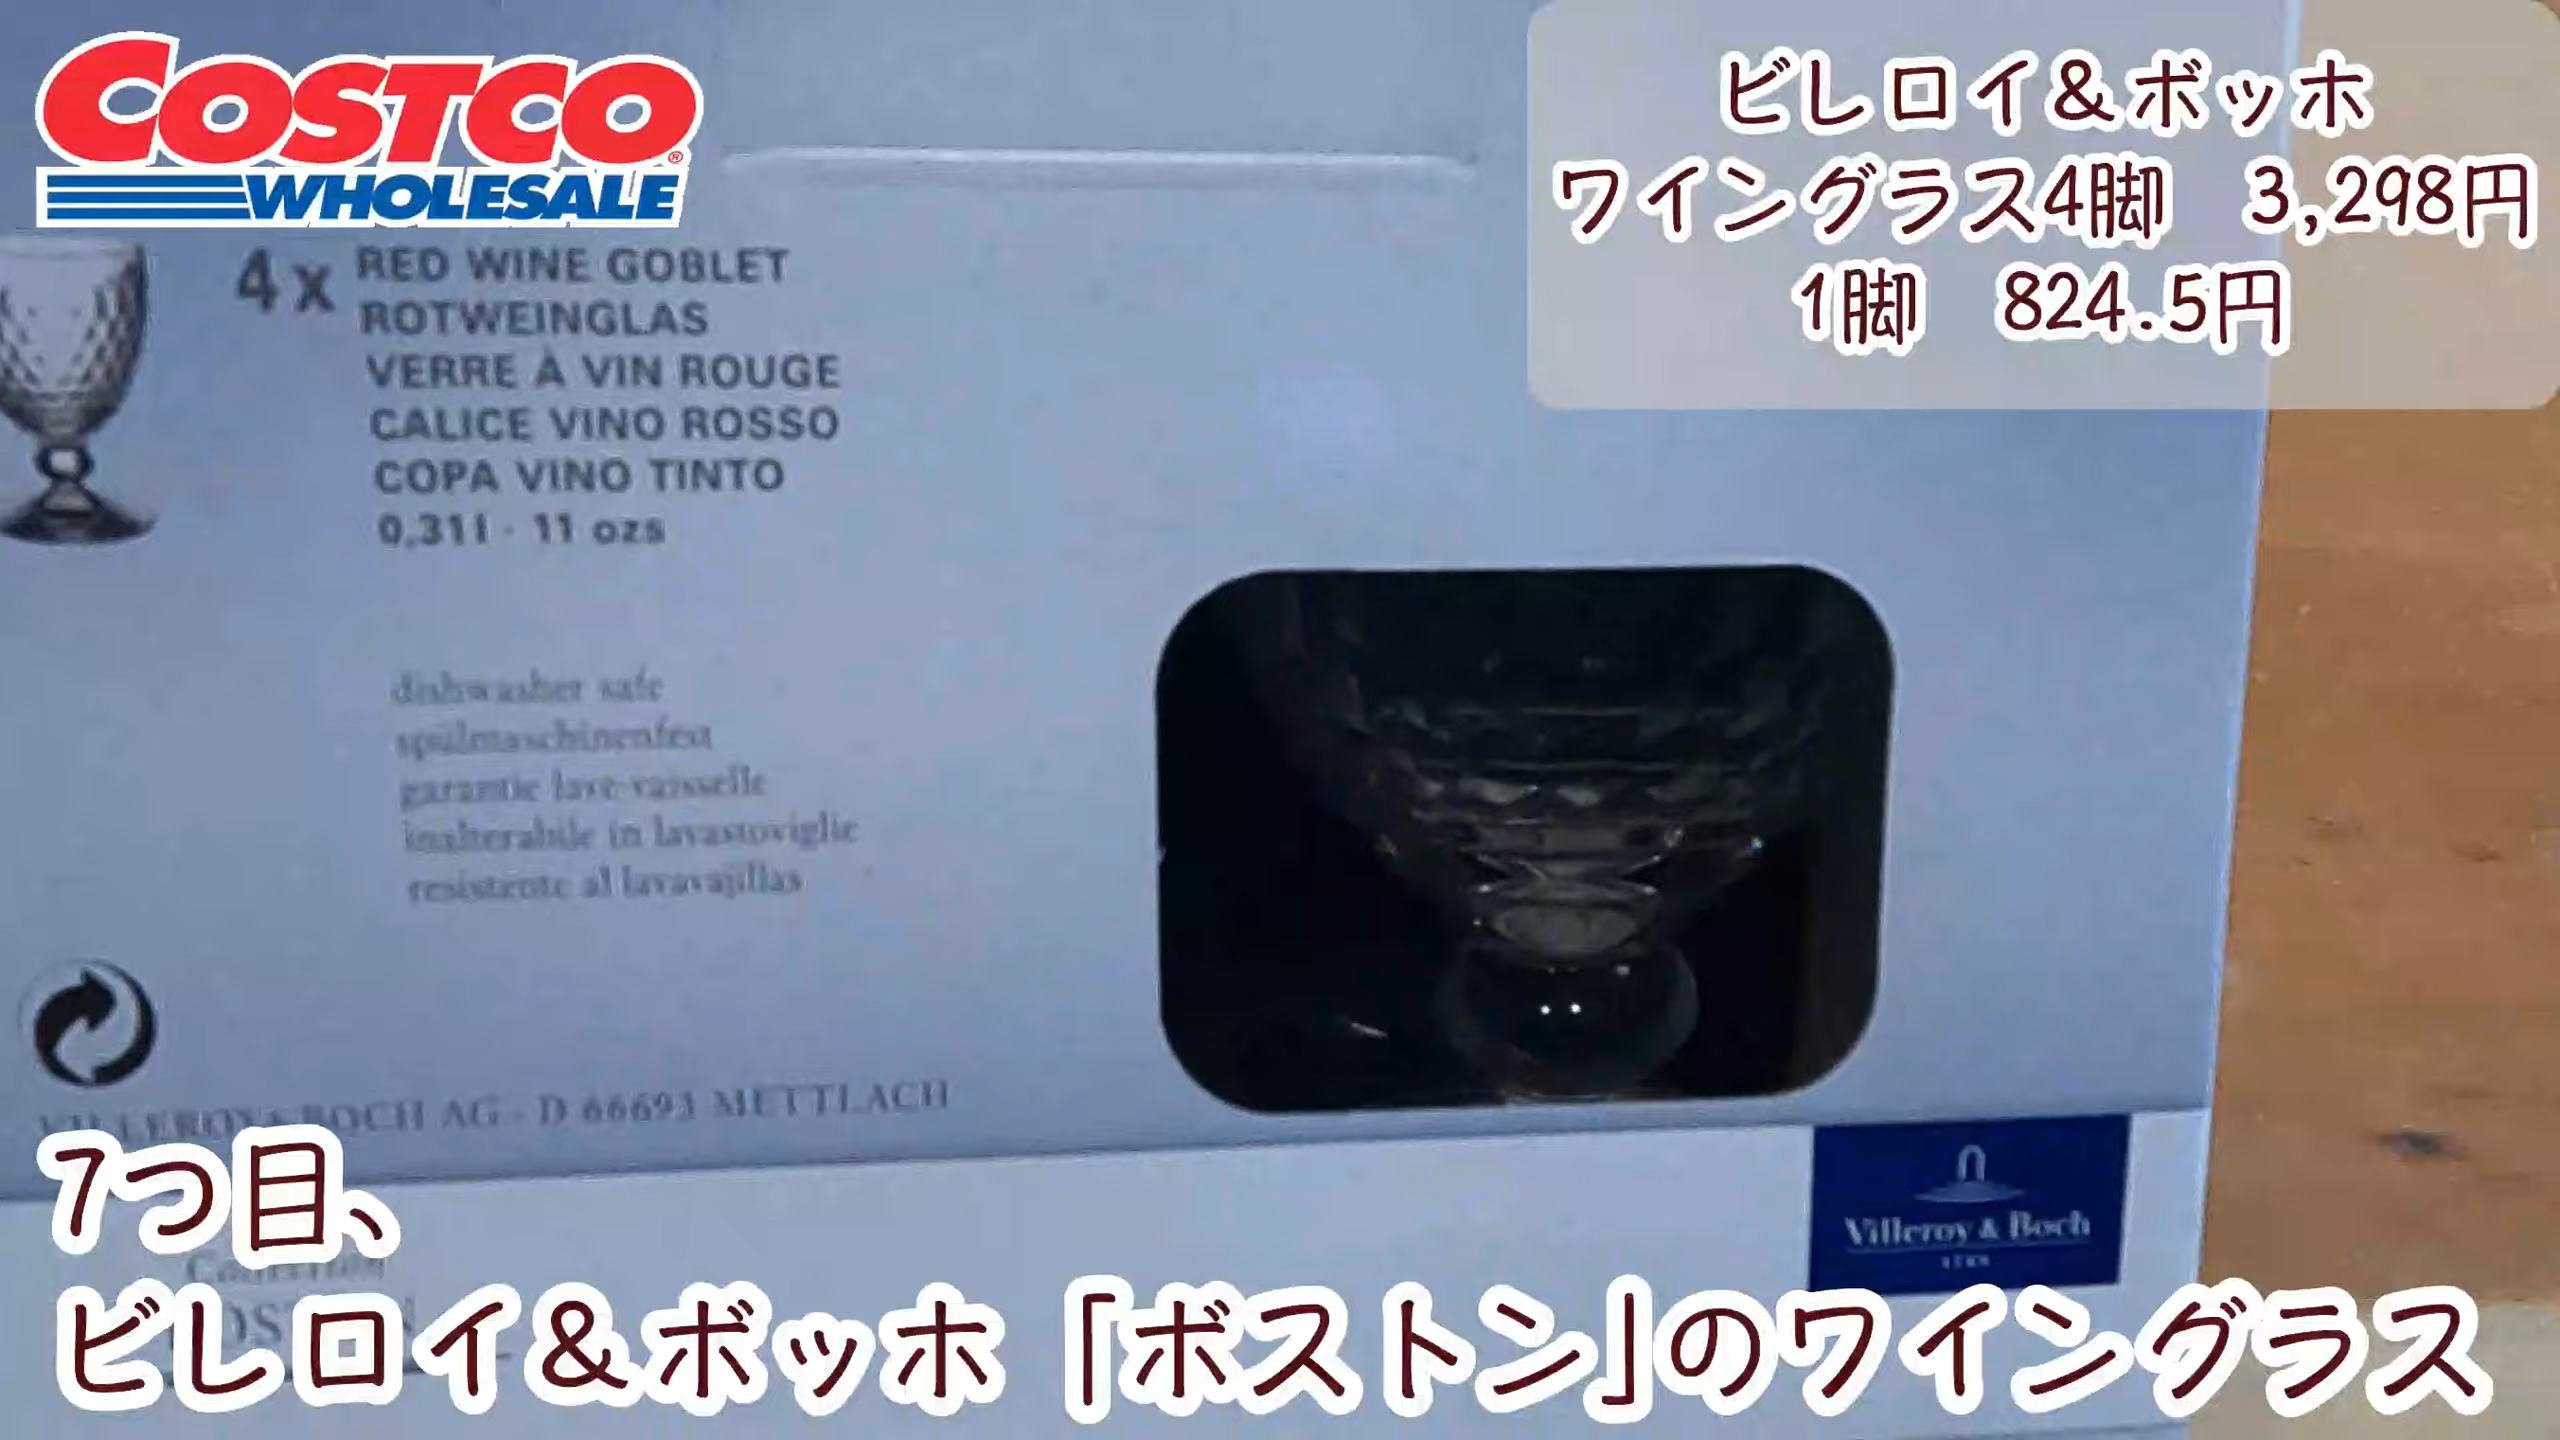 COSTCO
WHOLESALE
ビレロイ&ボッホ
ワイングラス4脚 3,298円
1脚 824.5円
4x RED WINE GOBLET
ROTWEINGLAS
VERRE À VIN ROUGE
CALICE VINO ROSSO
COPA VINO TINTO
0,31l · 11 ozs
dishwasher safe
spülmaschinenfest
garantie lave-vaisselle
inalterabile in lavastoviglie
resistente al lavavajillas
VILLEROY & BOCH AG - D 66693 METTLACH
Villeroy & Boch
7つ目、
ビレロイ&ボッホ「ボストン」のワイングラス